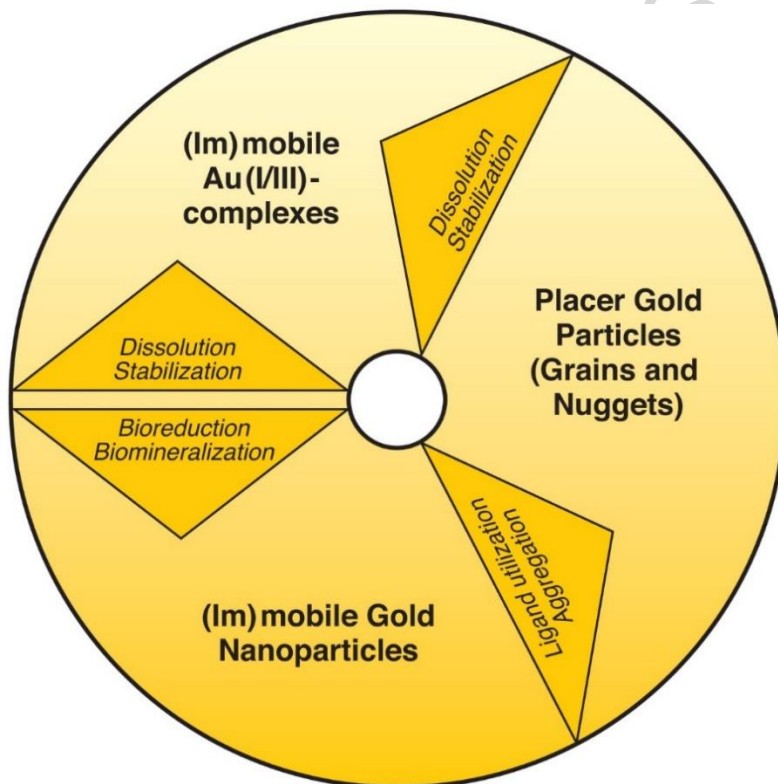 (Im)mobile
Au(I/III)-
complexes
Dissolution
Stabilization
Placer Gold
Particles
(Grains and
Nuggets)
Dissolution
Stabilization
Bioreduction
Biomineralization
Ligand utilization
Aggregation
(Im)mobile Gold
Nanoparticles